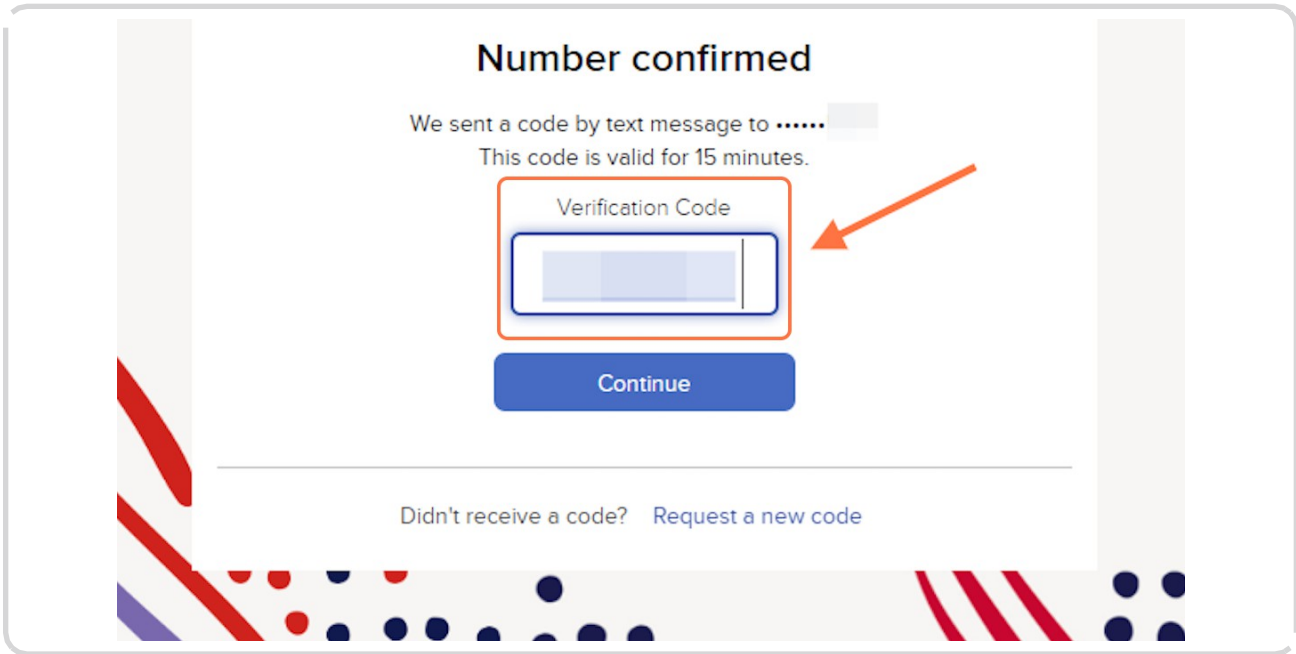 Number confirmed
We sent a code by text message to ••••••
This code is valid for 15 minutes.
Verification Code
Continue
Didn't receive a code? Request a new code